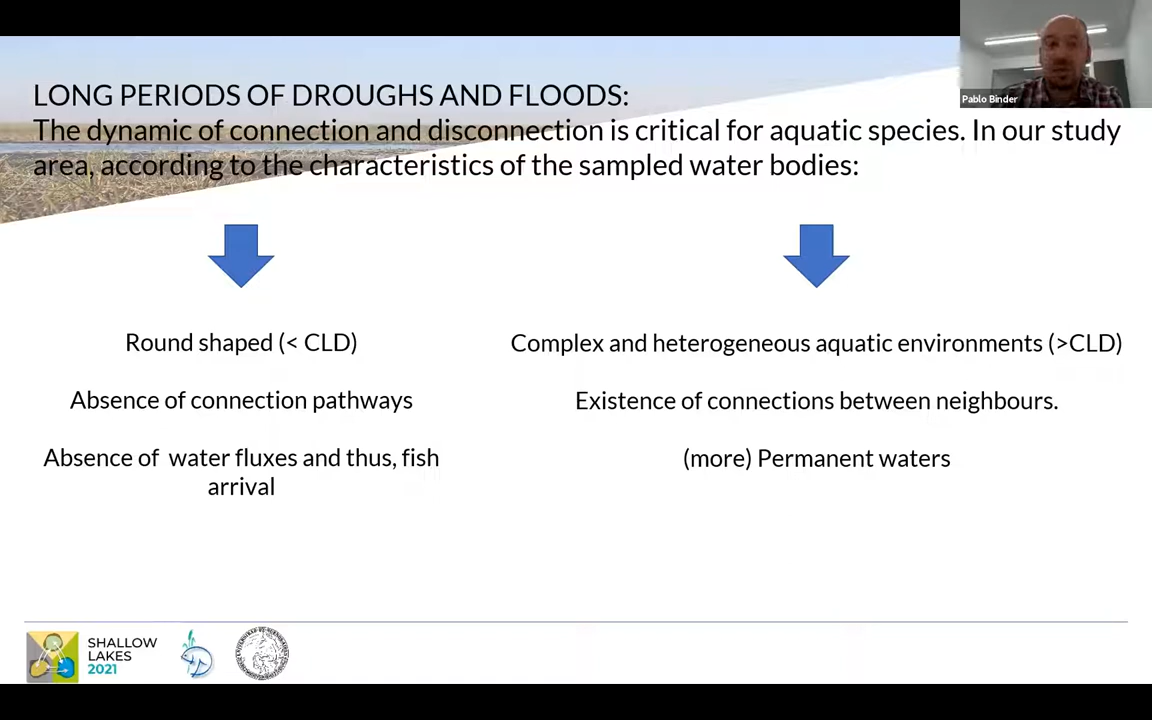 Pablo Binder
LONG PERIODS OF DROUGHS AND FLOODS:
The dynamic of connection and disconnection is critical for aquatic species. In our study
area, according to the characteristics of the sampled water bodies:
Round shaped (< CLD)
Absence of connection pathways
Absence of water fluxes and thus, fish
arrival
Complex and heterogeneous aquatic environments (>CLD)
Existence of connections between neighbours.
(more) Permanent waters
SHALLOW
LAKES
2021